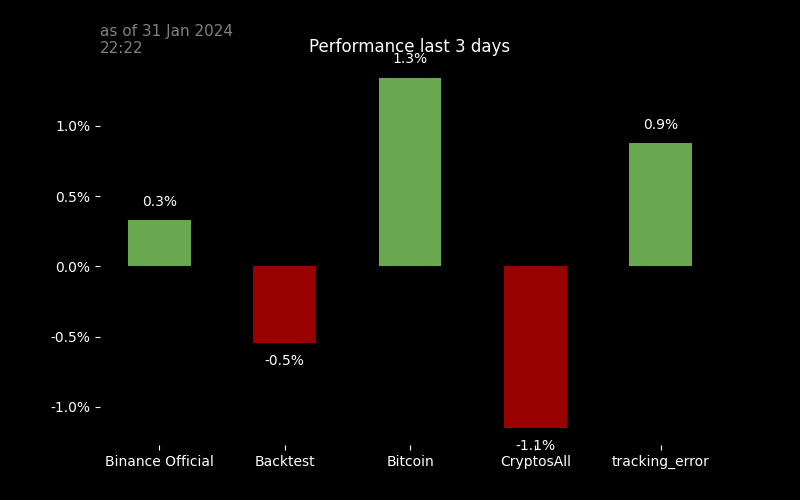 as of 31 Jan 2024
22:22
Performance last 3 days
1.3%
1.0%
0.9%
0.5%
0.3%
0.0%
-0.5%
-0.5%
-1.0%
-1.1%
Binance Official
Backtest
Bitcoin
CryptosAll
tracking_error